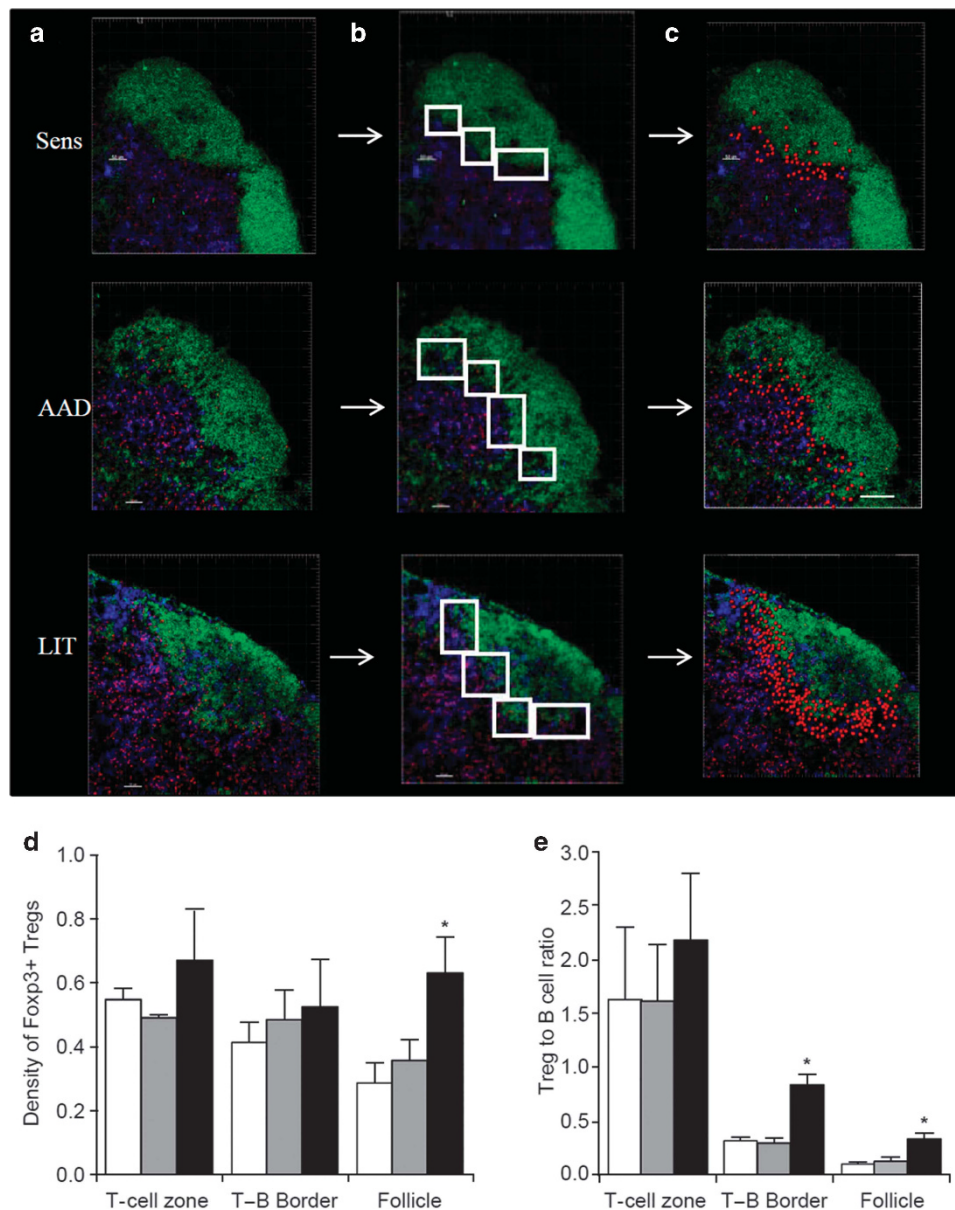 a b c
Sens
AAD
LIT
d
1.0
0.8
0.6
0.4
0.2
0.0
Density of Foxp3+ Tregs
*
T-cell zone T–B Border Follicle
e
3.0
2.5
2.0
1.5
1.0
0.5
0.0
Treg to B cell ratio
*
*
T-cell zone T–B Border Follicle